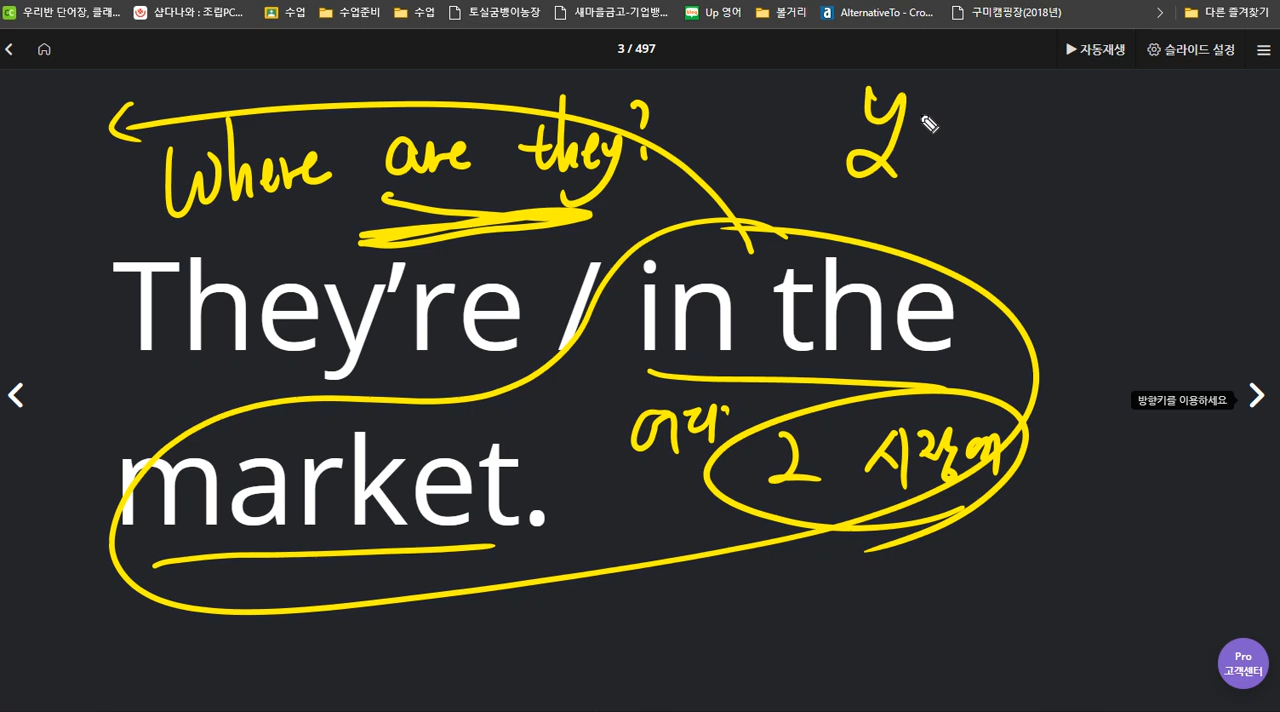 우리반 단어장, 클래... 샵다나와 : 조립PC... 수업 수업준비 수업 토실굼벵이농장 새마을금고-기업뱅... Up 영어 볼거리 AlternativeTo - Cro... 구미캠핑장(2018년) 다른 즐겨찾기
3 / 497 자동재생 슬라이드 설정
y
Where are they?
They're / in the
방향키를 이용하세요
어디
그 시장에
market.
Pro
고객센터